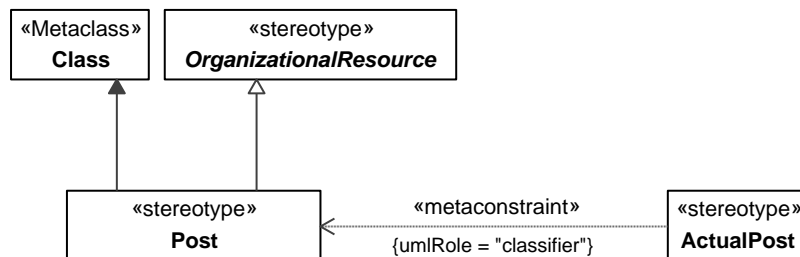 «Metaclass»
Class
«stereotype»
OrganizationalResource
«stereotype»
Post
«metaconstraint»
{umlRole = "classifier"}
«stereotype»
ActualPost